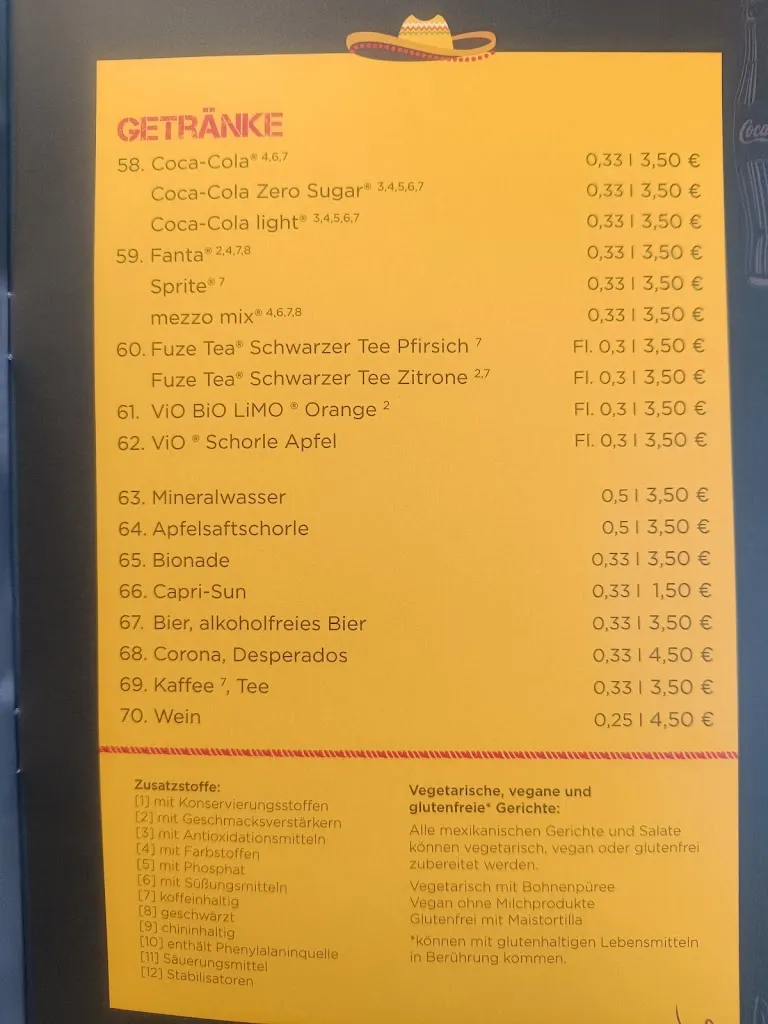 GETRÄNKE
58. Coca-Cola® 4,6,7 0,33 l 3,50 €
Coca-Cola Zero Sugar® 3,4,5,6,7 0,33 l 3,50 €
Coca-Cola light® 3,4,5,6,7 0,33 l 3,50 €
59. Fanta® 2,4,7,8 0,33 l 3,50 €
Sprite® 7 0,33 l 3,50 €
mezzo mix® 4,6,7,8 0,33 l 3,50 €
60. Fuze Tea® Schwarzer Tee Pfirsich 7 Fl. 0,3 l 3,50 €
Fuze Tea® Schwarzer Tee Zitrone 2,7 Fl. 0,3 l 3,50 €
61. ViO BiO LiMO ® Orange 2 Fl. 0,3 l 3,50 €
62. ViO ® Schorle Apfel Fl. 0,3 l 3,50 €
63. Mineralwasser 0,5 l 3,50 €
64. Apfelsaftschorle 0,5 l 3,50 €
65. Bionade 0,33 l 3,50 €
66. Capri-Sun 0,33 l 1,50 €
67. Bier, alkoholfreies Bier 0,33 l 3,50 €
68. Corona, Desperados 0,33 l 4,50 €
69. Kaffee 7, Tee 0,33 l 3,50 €
70. Wein 0,25 l 4,50 €
Zusatzstoffe:
[1] mit Konservierungsstoffen
[2] mit Geschmacksverstärkern
[3] mit Antioxidationsmitteln
[4] mit Farbstoffen
[5] mit Phosphat
[6] mit Süßungsmitteln
[7] koffeinhaltig
[8] geschwärzt
[9] chininhaltig
[10] enthält Phenylalaninquelle
[11] Säuerungsmittel
[12] Stabilisatoren
Vegetarische, vegane und
glutenfreie* Gerichte:
Alle mexikanischen Gerichte und Salate
können vegetarisch, vegan oder glutenfrei
zubereitet werden.
Vegetarisch mit Bohnenpüree
Vegan ohne Milchprodukte
Glutenfrei mit Maistortilla
*können mit glutenhaltigen Lebensmitteln
in Berührung kommen.